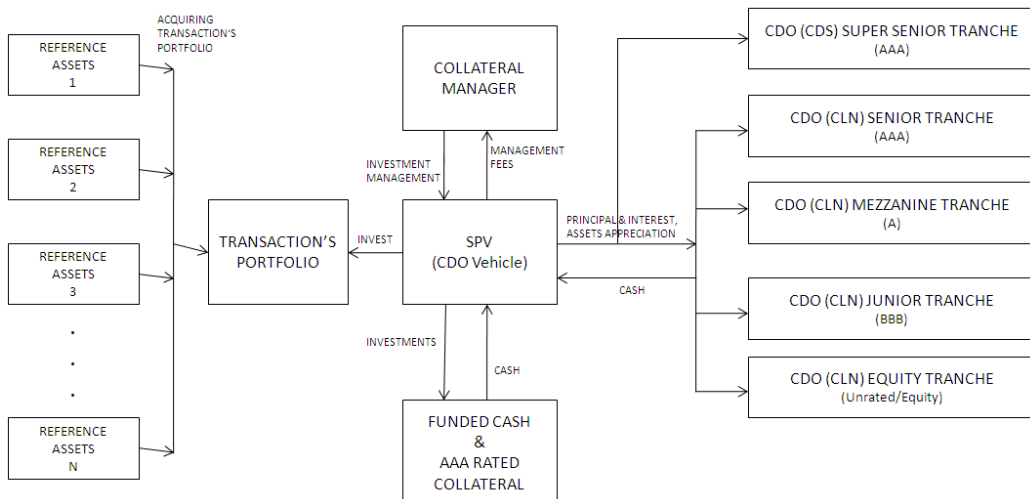 ACQUIRING
TRANSACTION'S
PORTFOLIO
REFERENCE
ASSETS
1
REFERENCE
ASSETS
2
REFERENCE
ASSETS
3
.
.
.
REFERENCE
ASSETS
N
TRANSACTION'S
PORTFOLIO
INVEST
COLLATERAL
MANAGER
INVESTMENT
MANAGEMENT
MANAGEMENT
FEES
SPV
(CDO Vehicle)
INVESTMENTS
CASH
FUNDED CASH
&
AAA RATED
COLLATERAL
PRINCIPAL & INTEREST,
ASSETS APPRECIATION
CASH
CDO (CDS) SUPER SENIOR TRANCHE
(AAA)
CDO (CLN) SENIOR TRANCHE
(AAA)
CDO (CLN) MEZZANINE TRANCHE
(A)
CDO (CLN) JUNIOR TRANCHE
(BBB)
CDO (CLN) EQUITY TRANCHE
(Unrated/Equity)